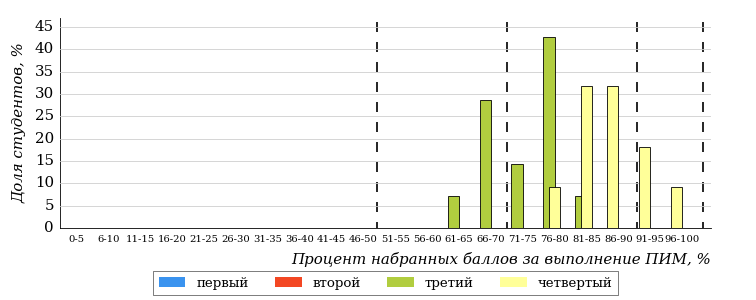 45
40
35
30
25
20
15
10
5
0
Доля студентов, %
0-5 6-10 11-15 16-20 21-25 26-30 31-35 36-40 41-45 46-50 51-55 56-60 61-65 66-70 71-75 76-80 81-85 86-90 91-95 96-100
Процент набранных баллов за выполнение ПИМ, %
первый второй третий четвертый